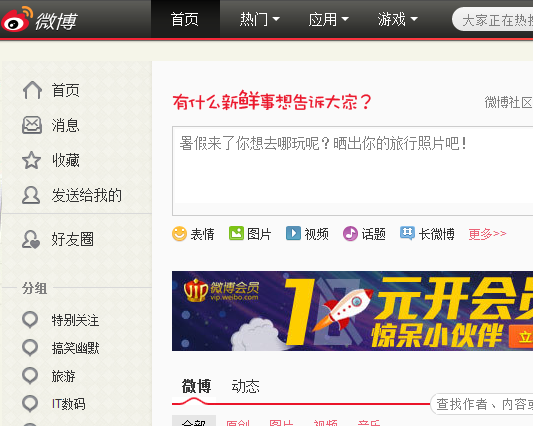 微博 首页 热门 应用 游戏 大家正在热搜
首页
消息
收藏
发送给我的
好友圈
分组
特别关注
搞笑幽默
旅游
IT数码
有什么新鲜事想告诉大家？
微博社区
暑假来了你想去哪玩呢？晒出你的旅行照片吧！
表情 图片 视频 话题 长微博 更多>>
VIP 微博会员
vip.weibo.com
1元开会员
惊呆小伙伴
立
微博 动态
查找作者、内容或
全部 原创 图片 视频 音乐